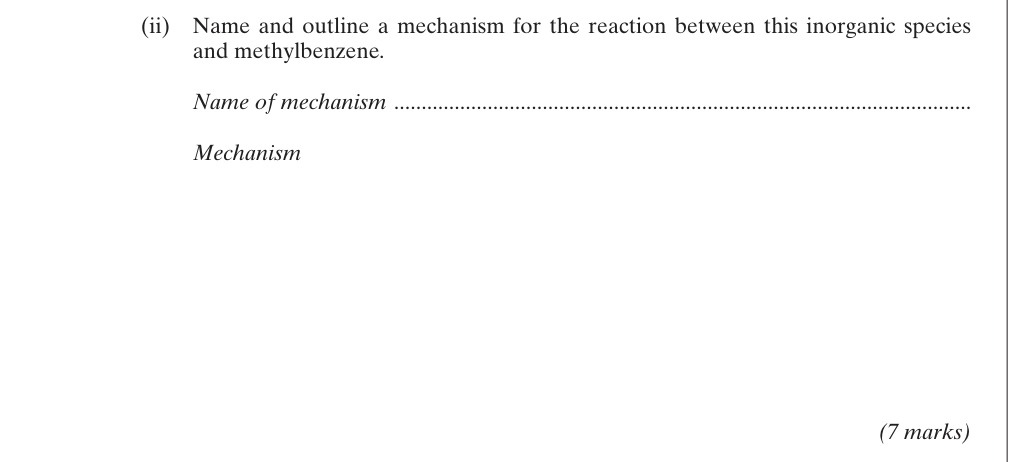 (ii) Name and outline a mechanism for the reaction between this inorganic species
and methylbenzene.
Name of mechanism ..........................................................................................................
Mechanism
(7 marks)